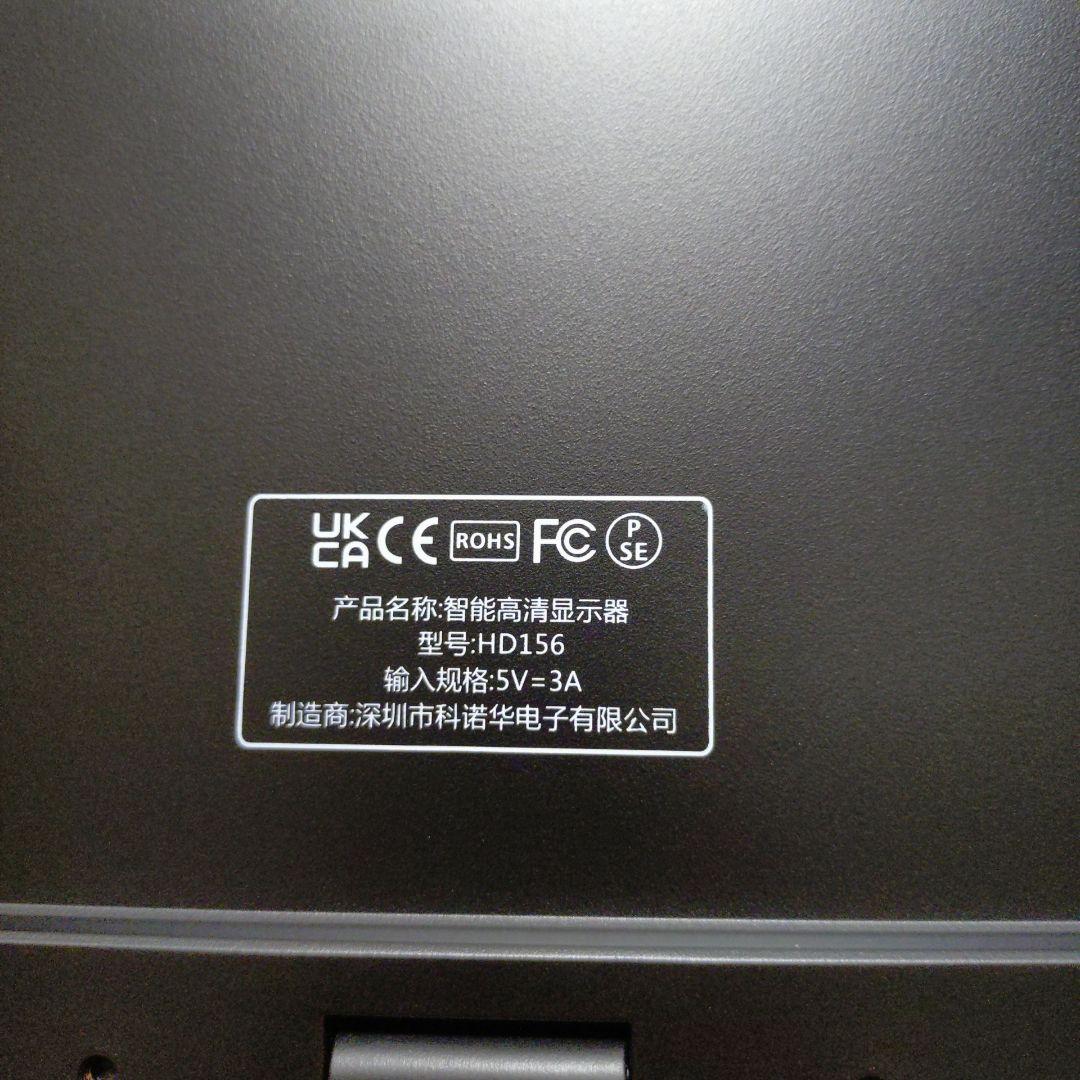 UK CA CE ROHS FC P SE
产品名称:智能高清显示器
型号:HD156
输入规格:5V=3A
制造商:深圳市科诺华电子有限公司